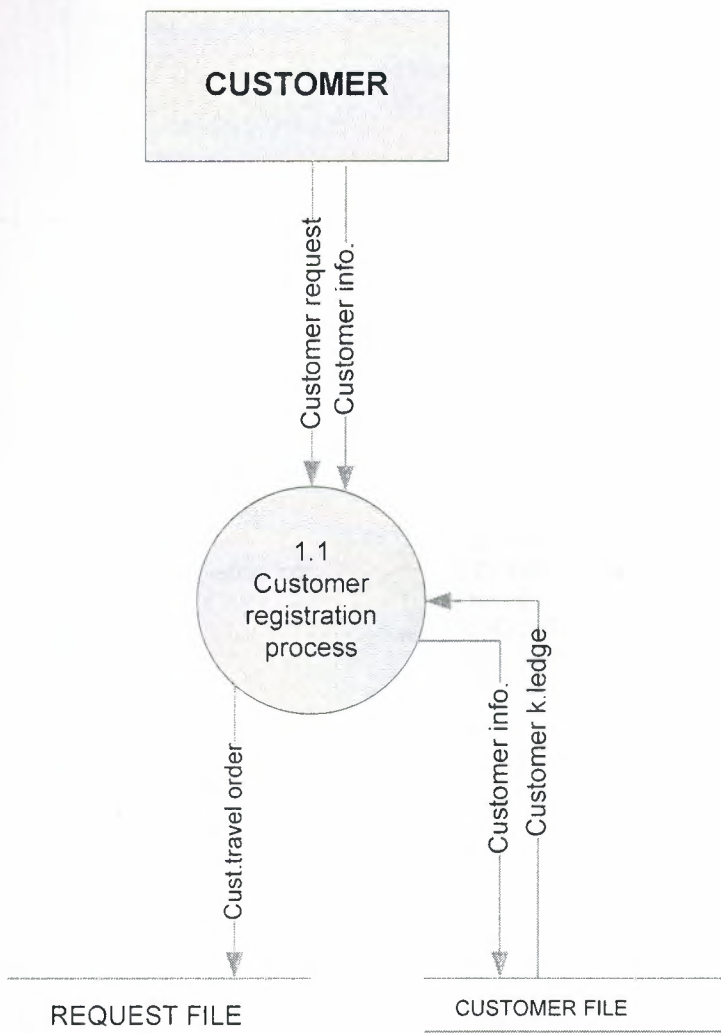 CUSTOMER
Customer request
Customer info.
1.1
Customer
registration
process
Cust.travel order
Customer info.
Customer k.ledge
REQUEST FILE
CUSTOMER FILE